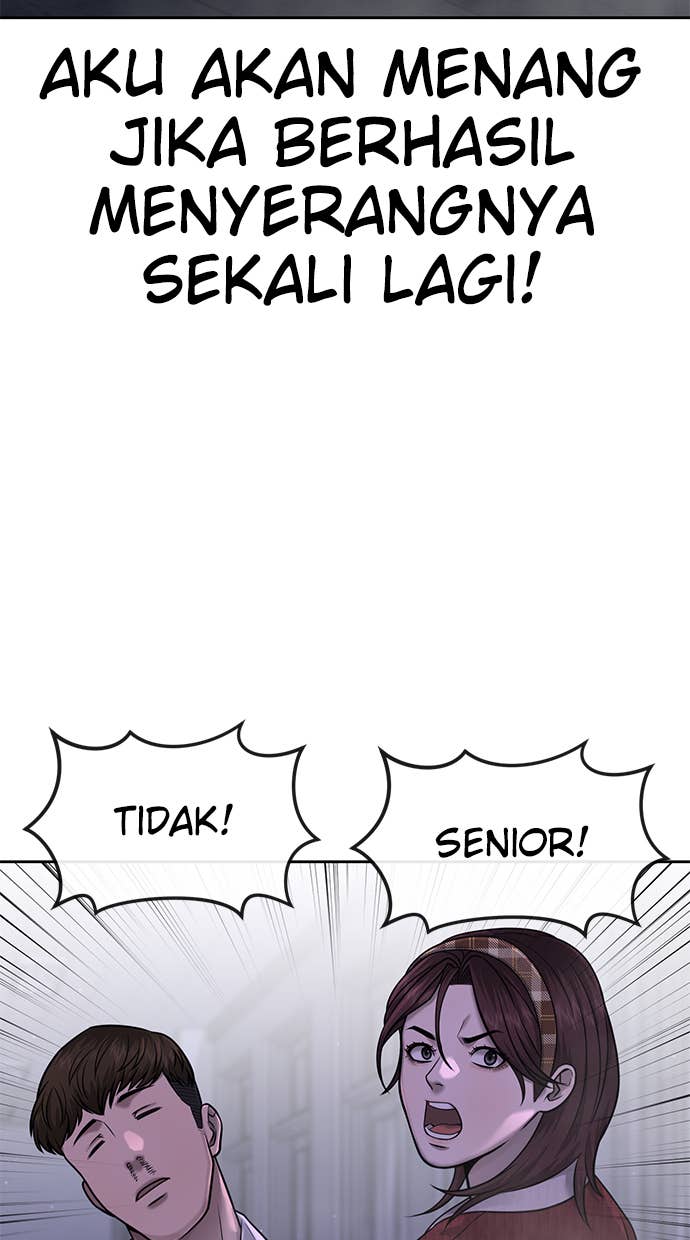 AKU AKAN MENANG
JIKA BERHASIL
MENYERANGNYA
SEKALI LAGI!
TIDAK!
SENIOR!